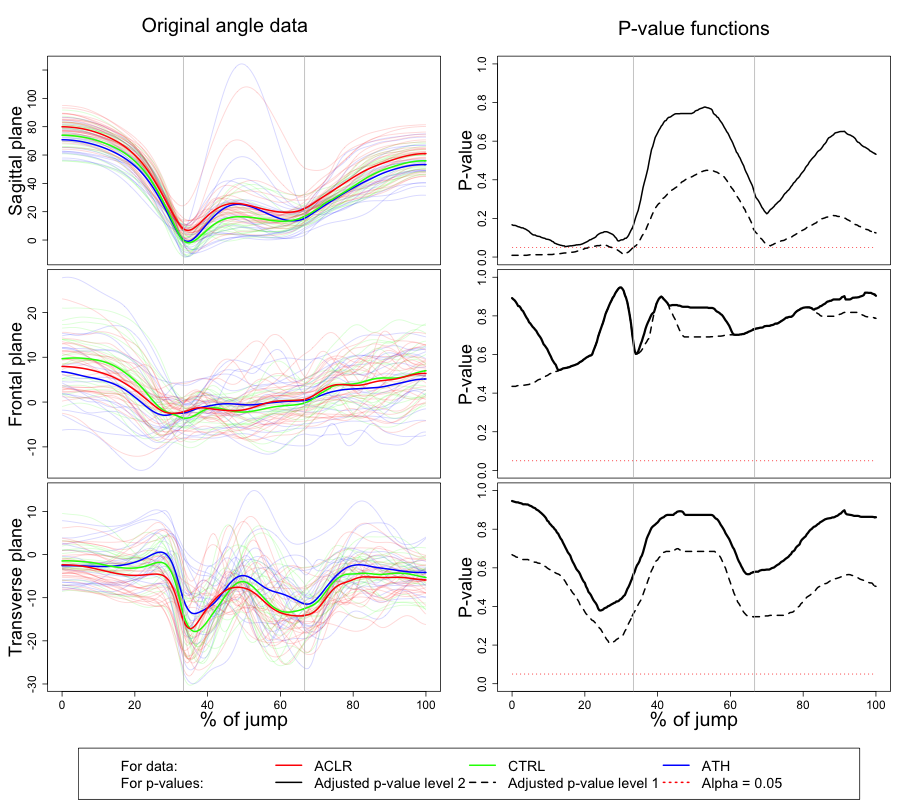 Original angle data
P-value functions
Sagittal plane
0 20 40 60 80 100
P-value
0.0 0.2 0.4 0.6 0.8 1.0
Frontal plane
-10 0 10 20
P-value
0.0 0.2 0.4 0.6 0.8 1.0
Transverse plane
-30 -20 -10 0 10
P-value
0.0 0.2 0.4 0.6 0.8 1.0
0 20 40 60 80 100
% of jump
0 20 40 60 80 100
% of jump
For data: ACLR CTRL ATH
For p-values: Adjusted p-value level 2 Adjusted p-value level 1 Alpha = 0.05